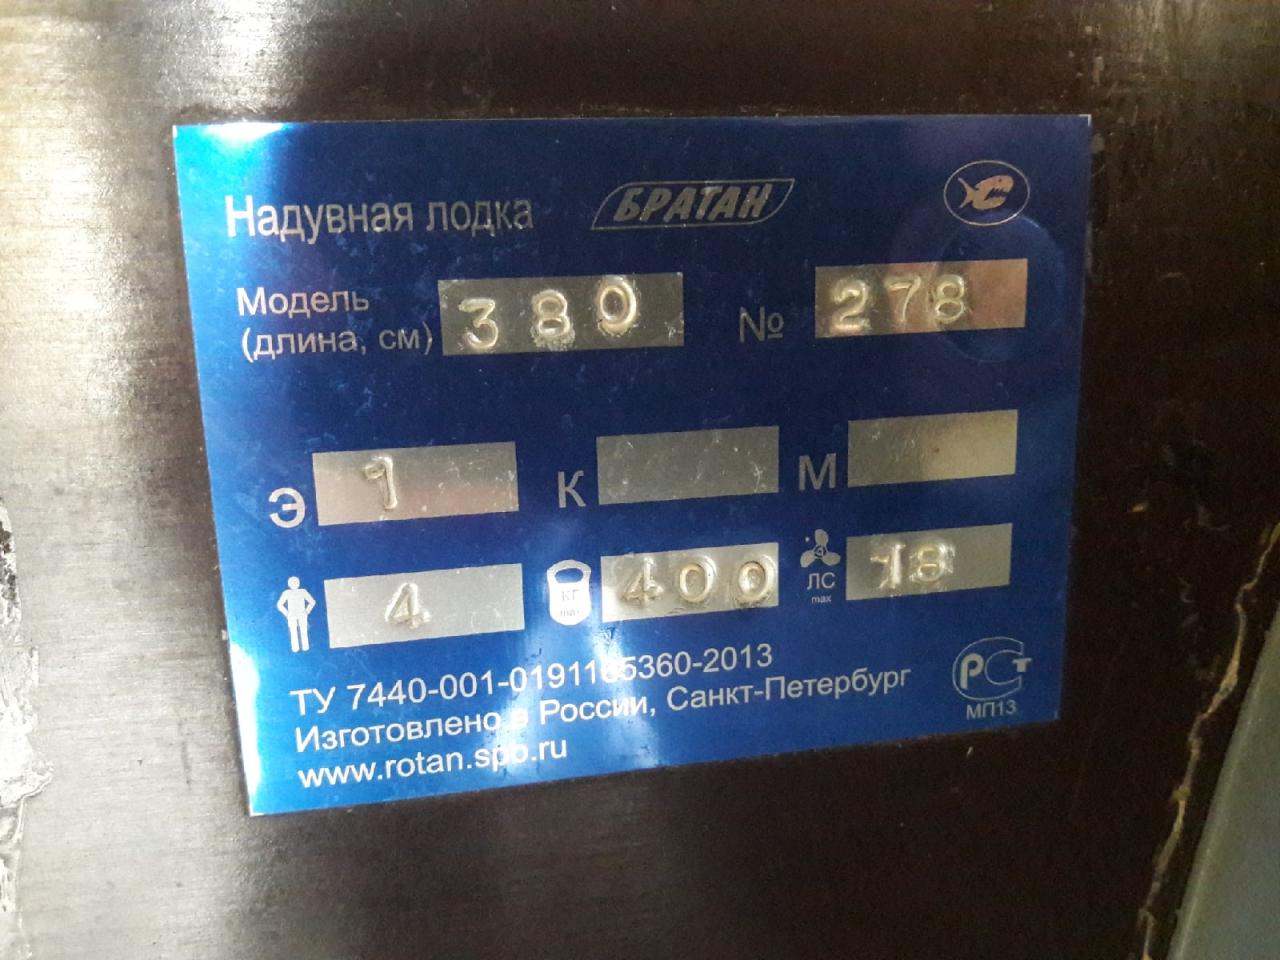 Надувная лодка БРАТАН
Модель
(длина, см) 380 № 278
Э 1 К М
4 КГ max 400 ЛС max 18
ТУ 7440-001-0191165360-2013
Изготовлено в России, Санкт-Петербург
www.rotan.spb.ru
РСТ
МП13